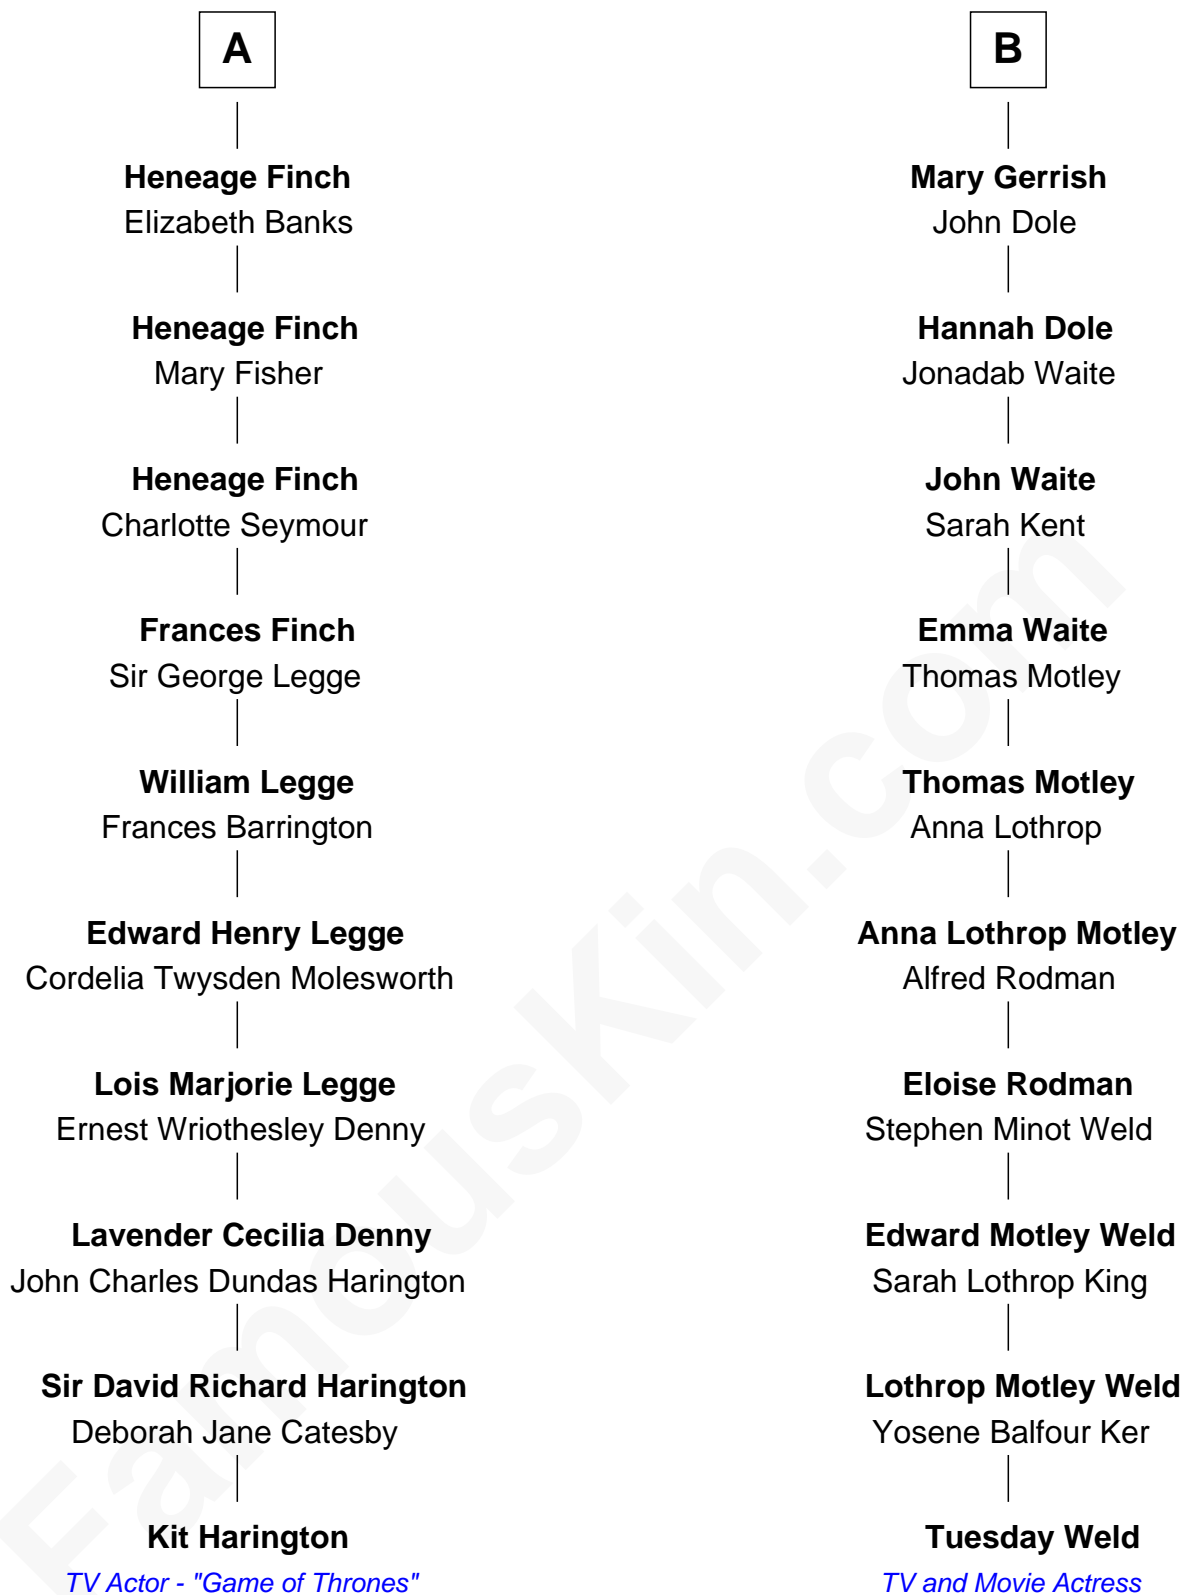 A
Heneage Finch
Elizabeth Banks
Heneage Finch
Mary Fisher
Heneage Finch
Charlotte Seymour
Frances Finch
Sir George Legge
William Legge
Frances Barrington
Edward Henry Legge
Cordelia Twysden Molesworth
Lois Marjorie Legge
Ernest Wriothesley Denny
Lavender Cecilia Denny
John Charles Dundas Harington
Sir David Richard Harington
Deborah Jane Catesby
Kit Harington
TV Actor - "Game of Thrones"
B
Mary Gerrish
John Dole
Hannah Dole
Jonadab Waite
John Waite
Sarah Kent
Emma Waite
Thomas Motley
Thomas Motley
Anna Lothrop
Anna Lothrop Motley
Alfred Rodman
Eloise Rodman
Stephen Minot Weld
Edward Motley Weld
Sarah Lothrop King
Lothrop Motley Weld
Yosene Balfour Ker
Tuesday Weld
TV and Movie Actress
FamousKin.com